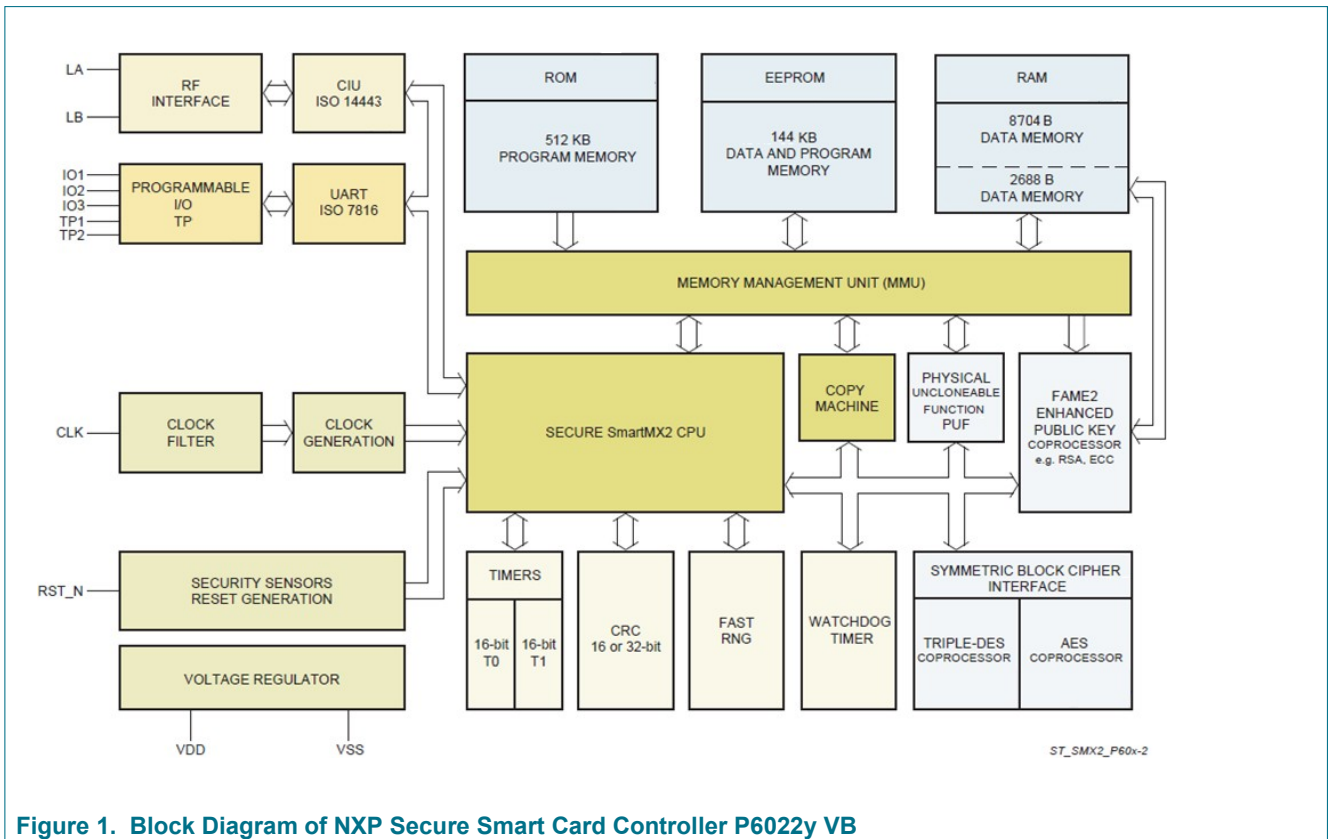 LA
LB
RF
INTERFACE
CIU
ISO 14443
IO1
IO2
IO3
TP1
TP2
PROGRAMMABLE
I/O
TP
UART
ISO 7816
ROM
512 KB
PROGRAM MEMORY
EEPROM
144 KB
DATA AND PROGRAM
MEMORY
RAM
8704 B
DATA MEMORY
2688 B
DATA MEMORY
MEMORY MANAGEMENT UNIT (MMU)
CLK
CLOCK
FILTER
CLOCK
GENERATION
SECURE SmartMX2 CPU
COPY
MACHINE
PHYSICAL
UNCLONEABLE
FUNCTION
PUF
FAME2
ENHANCED
PUBLIC KEY
COPROCESSOR
e.g. RSA, ECC
RST_N
SECURITY SENSORS
RESET GENERATION
VOLTAGE REGULATOR
VDD
VSS
TIMERS
16-bit
T0
16-bit
T1
CRC
16 or 32-bit
FAST
RNG
WATCHDOG
TIMER
SYMMETRIC BLOCK CIPHER
INTERFACE
TRIPLE-DES
COPROCESSOR
AES
COPROCESSOR
ST_SMX2_P60x-2
Figure 1. Block Diagram of NXP Secure Smart Card Controller P6022y VB